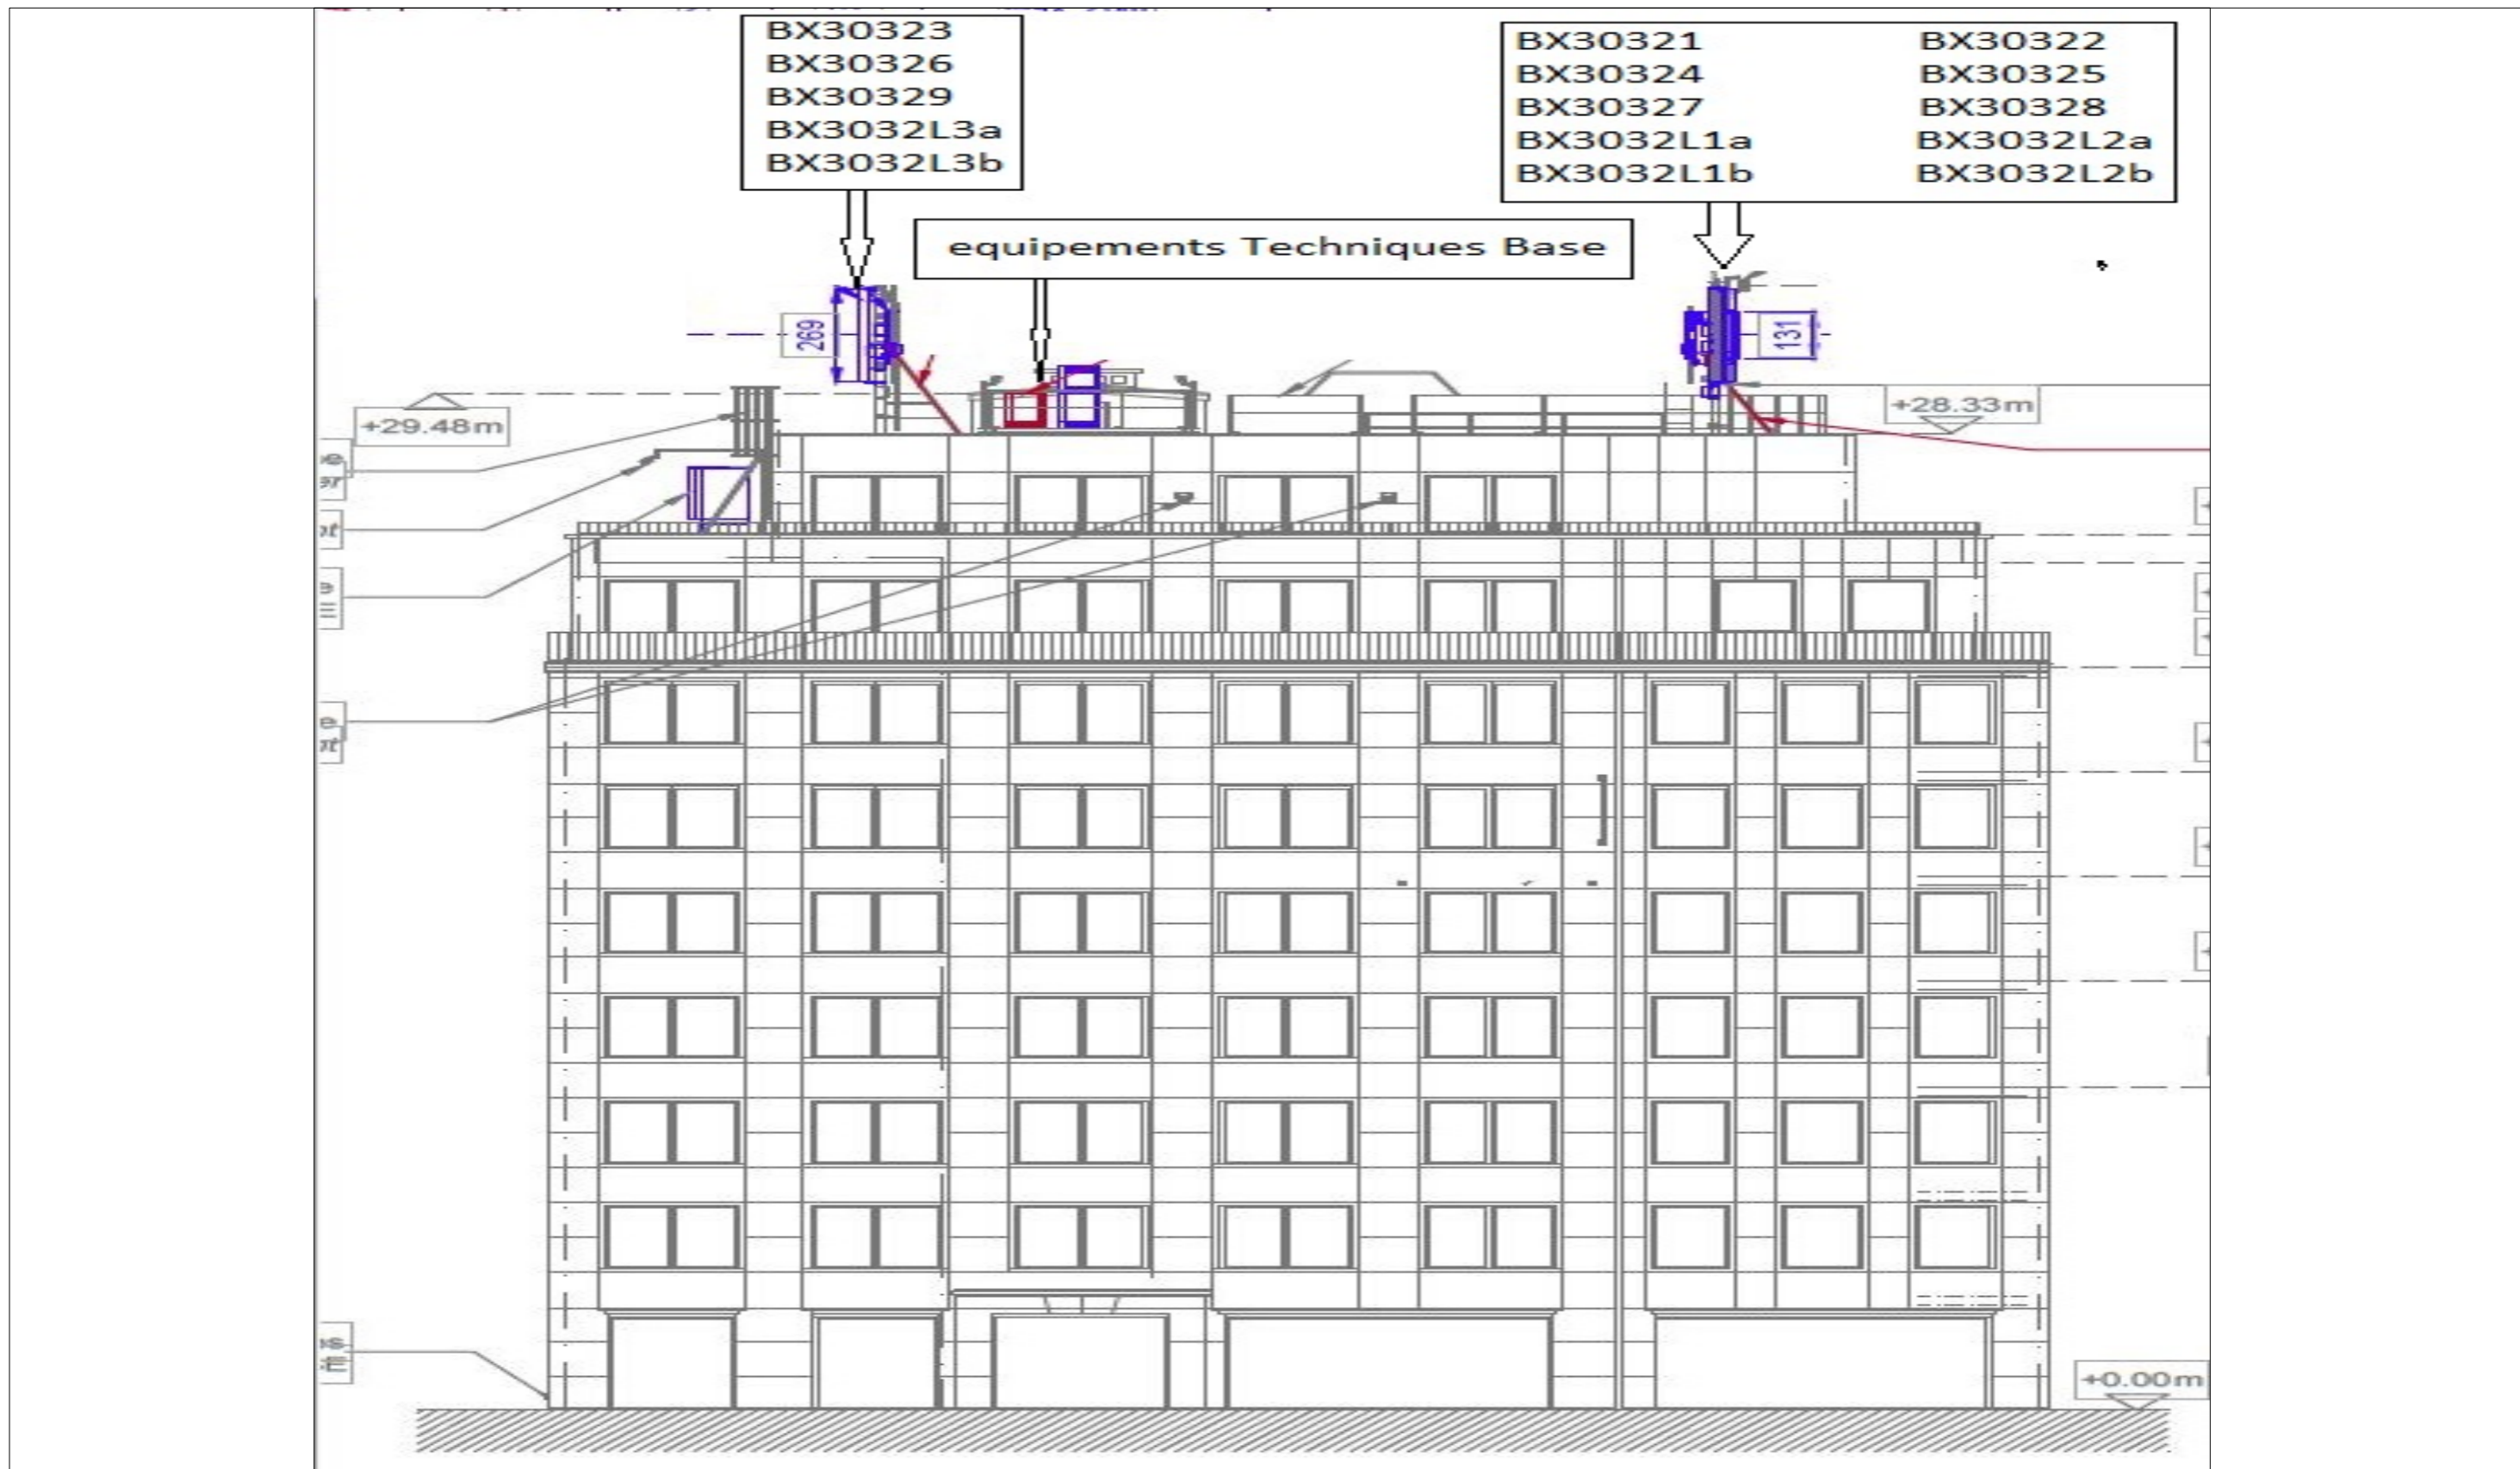 BX30323
BX30326
BX30329
BX3032L3a
BX3032L3b
BX30321 BX30322
BX30324 BX30325
BX30327 BX30328
BX3032L1a BX3032L2a
BX3032L1b BX3032L2b
equipements Techniques Base
269
131
+29.48m
+28.33m
+0.00m